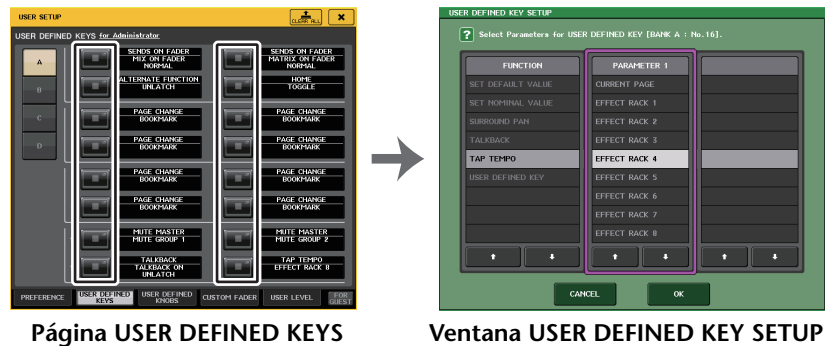 USER SETUP
CLEAR ALL
USER DEFINED KEYS for Administrator
A
B
C
D
SENDS ON FADER
MIX ON FADER
NORMAL
SENDS ON FADER
MATRIX ON FADER
NORMAL
ALTERNATE FUNCTION
UNLATCH
HOME
TOGGLE
PAGE CHANGE
BOOKMARK
PAGE CHANGE
BOOKMARK
PAGE CHANGE
BOOKMARK
PAGE CHANGE
BOOKMARK
PAGE CHANGE
BOOKMARK
PAGE CHANGE
BOOKMARK
PAGE CHANGE
BOOKMARK
PAGE CHANGE
BOOKMARK
MUTE MASTER
MUTE GROUP 1
MUTE MASTER
MUTE GROUP 2
TALKBACK
TALKBACK ON
UNLATCH
TAP TEMPO
EFFECT RACK 8
PREFERENCE
USER DEFINED
KEYS
USER DEFINED
KNOBS
CUSTOM FADER
USER LEVEL
FOR
GUEST
Página USER DEFINED KEYS
USER DEFINED KEY SETUP
? Select Parameters for USER DEFINED KEY [BANK A : No.16].
FUNCTION
SET DEFAULT VALUE
SET NOMINAL VALUE
SURROUND PAN
TALKBACK
TAP TEMPO
USER DEFINED KEY
PARAMETER 1
CURRENT PAGE
EFFECT RACK 1
EFFECT RACK 2
EFFECT RACK 3
EFFECT RACK 4
EFFECT RACK 5
EFFECT RACK 6
EFFECT RACK 7
EFFECT RACK 8
CANCEL
OK
Ventana USER DEFINED KEY SETUP